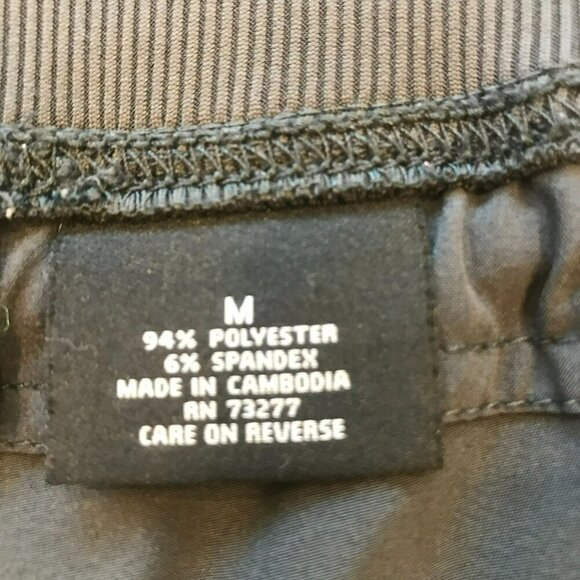 M
94% POLYESTER
6% SPANDEX
MADE IN CAMBODIA
RN 73277
CARE ON REVERSE